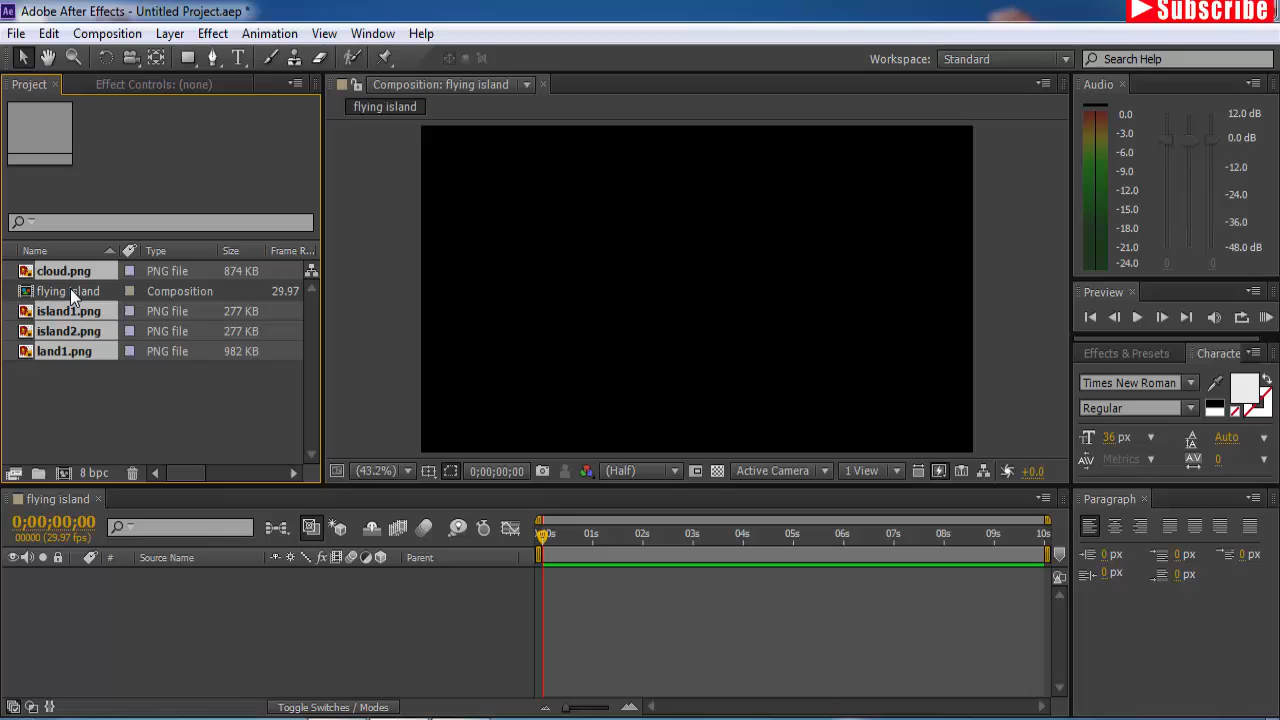 Adobe After Effects - Untitled Project.aep *
Subscribe
File Edit Composition Layer Effect Animation View Window Help
Workspace: Standard Search Help
Project Effect Controls: (none)
Composition: flying island
flying island
Name Type Size Frame R...
cloud.png PNG file 874 KB
flying island Composition 29.97
island1.png PNG file 277 KB
island2.png PNG file 277 KB
land1.png PNG file 982 KB
8 bpc
(43.2%) 0;00;00;00 (Half) Active Camera 1 View +0.0
Audio
0.0
-3.0
-6.0
-9.0
-12.0
-15.0
-18.0
-21.0
-24.0
12.0 dB
0.0 dB
-12.0
-24.0
-36.0
-48.0 dB
0 0
Preview
Effects & Presets Characte
Times New Roman
Regular
36 px Auto
Metrics 0
flying island
0;00;00;00
00000 (29.97 fps)
# Source Name fx Parent
00s 01s 02s 03s 04s 05s 06s 07s 08s 09s 10s
Paragraph
0 px 0 px 0 px
0 px 0 px
Toggle Switches / Modes